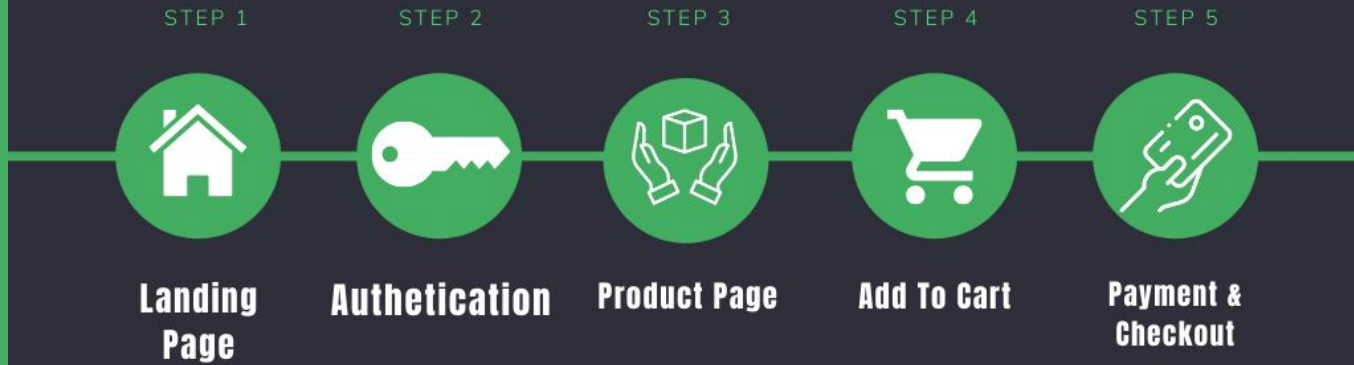 STEP 1
STEP 2
STEP 3
STEP 4
STEP 5
Landing
Page
Authetication
Product Page
Add To Cart
Payment &
Checkout